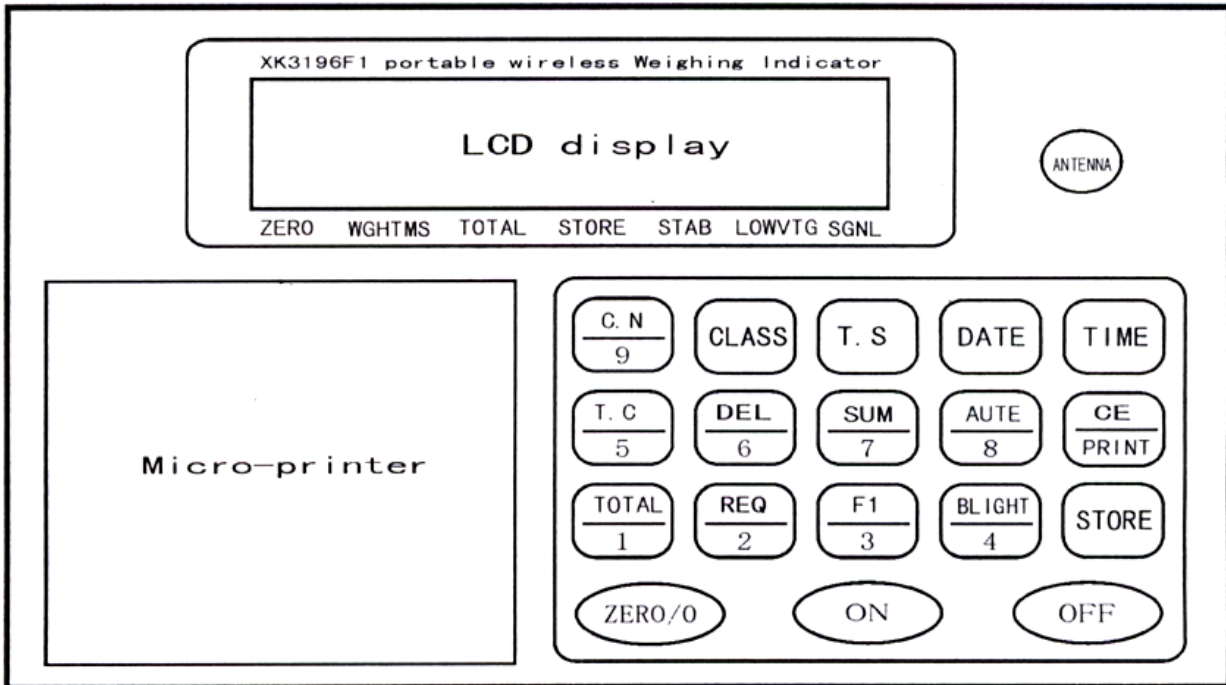 XK3196F1 portable wireless Weighing Indicator
LCD display
ANTENNA
ZERO WGHTMS TOTAL STORE STAB LOWVTG SGNL
Micro-printer
C.N CLASS T.S DATE TIME
9
T.C DEL SUM AUTE CE
5 6 7 8 PRINT
TOTAL REQ F1 BLIGHT STORE
1 2 3 4
ZERO/0 ON OFF